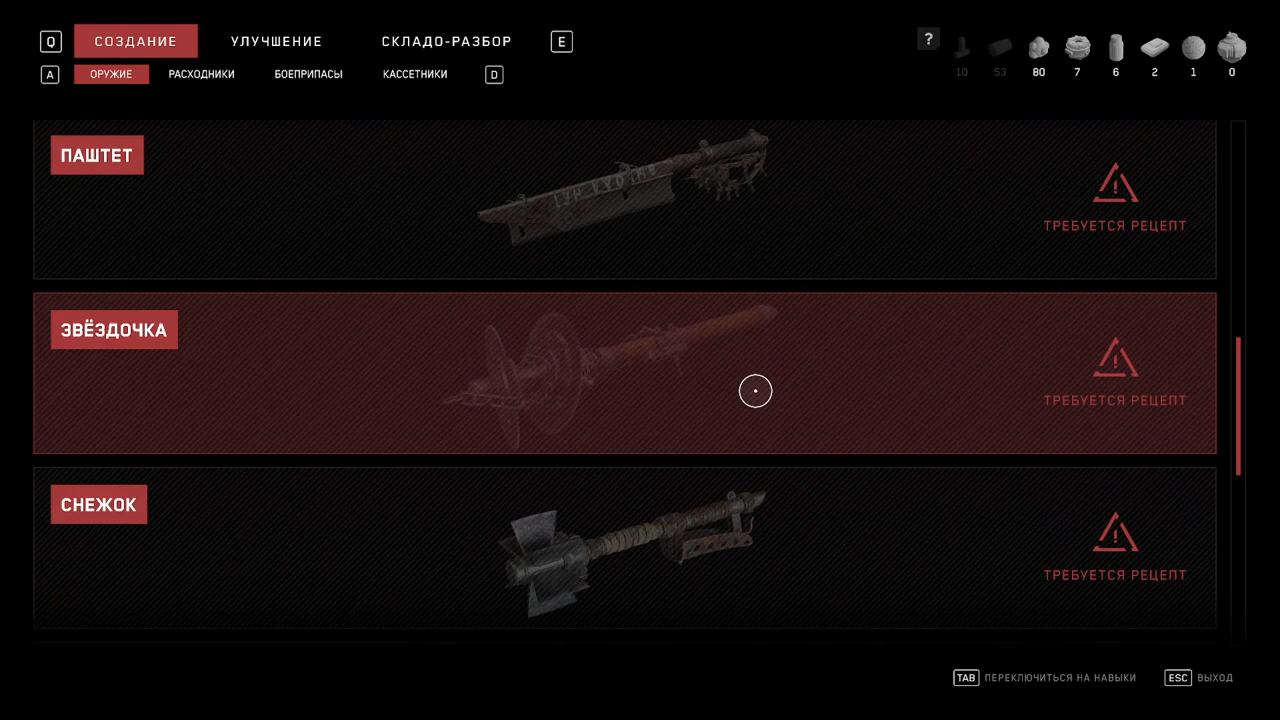 Q СОЗДАНИЕ УЛУЧШЕНИЕ СКЛАДО-РАЗБОР E ?
A ОРУЖИЕ РАСХОДНИКИ БОЕПРИПАСЫ КАССЕТНИКИ D 10 53 80 7 6 2 1 0
ПАШТЕТ
ТРЕБУЕТСЯ РЕЦЕПТ
ЗВЁЗДОЧКА
ТРЕБУЕТСЯ РЕЦЕПТ
СНЕЖОК
ТРЕБУЕТСЯ РЕЦЕПТ
TAB ПЕРЕКЛЮЧИТЬСЯ НА НАВЫКИ ESC ВЫХОД